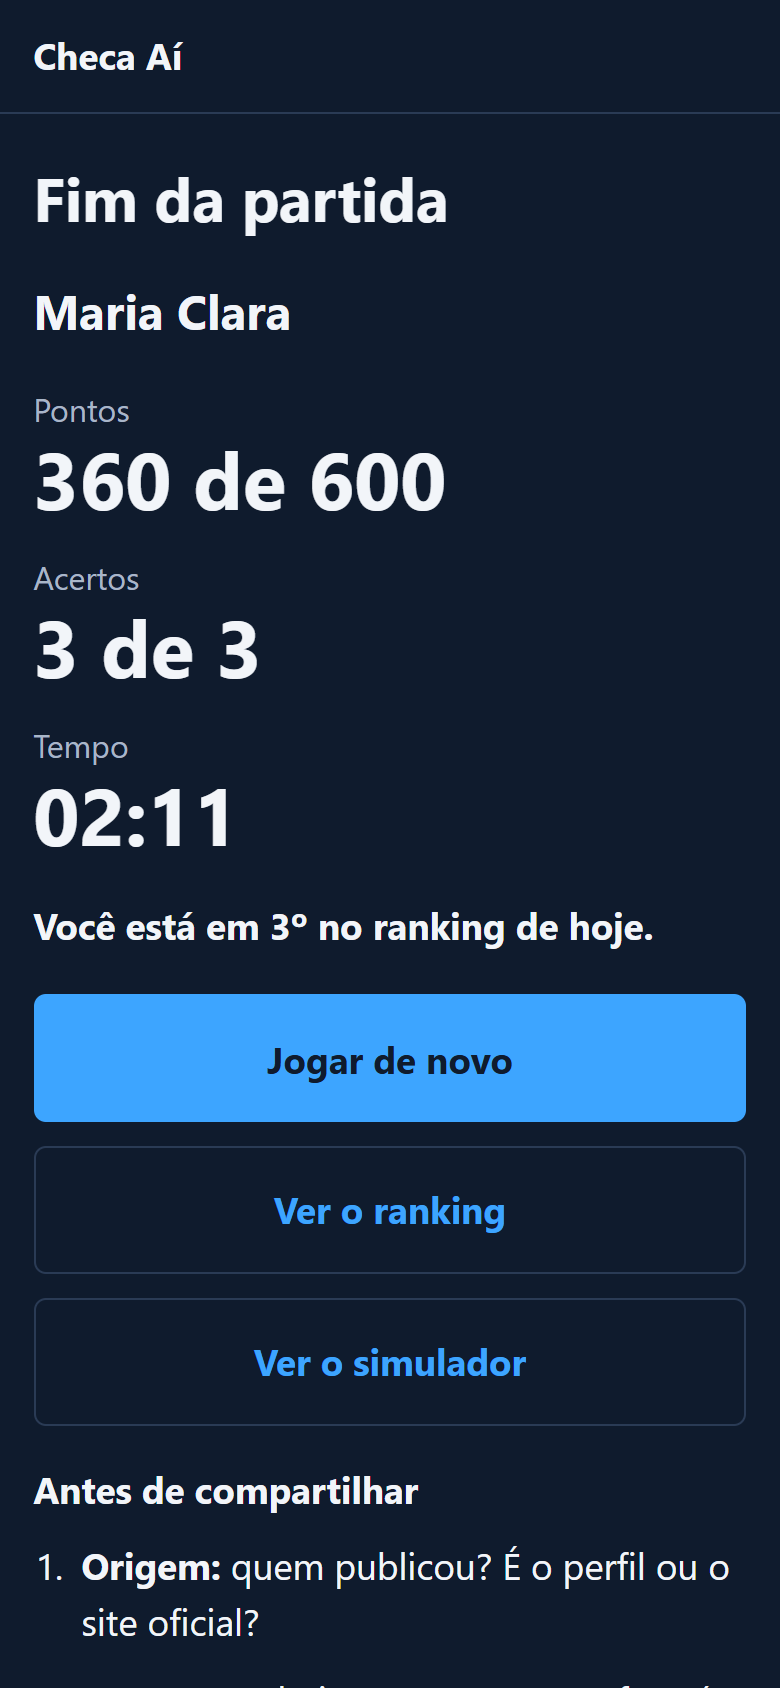 Checa Aí
Fim da partida
Maria Clara
Pontos
360 de 600
Acertos
3 de 3
Tempo
02:11
Você está em 3º no ranking de hoje.
Jogar de novo
Ver o ranking
Ver o simulador
Antes de compartilhar
1. Origem: quem publicou? É o perfil ou o
site oficial?